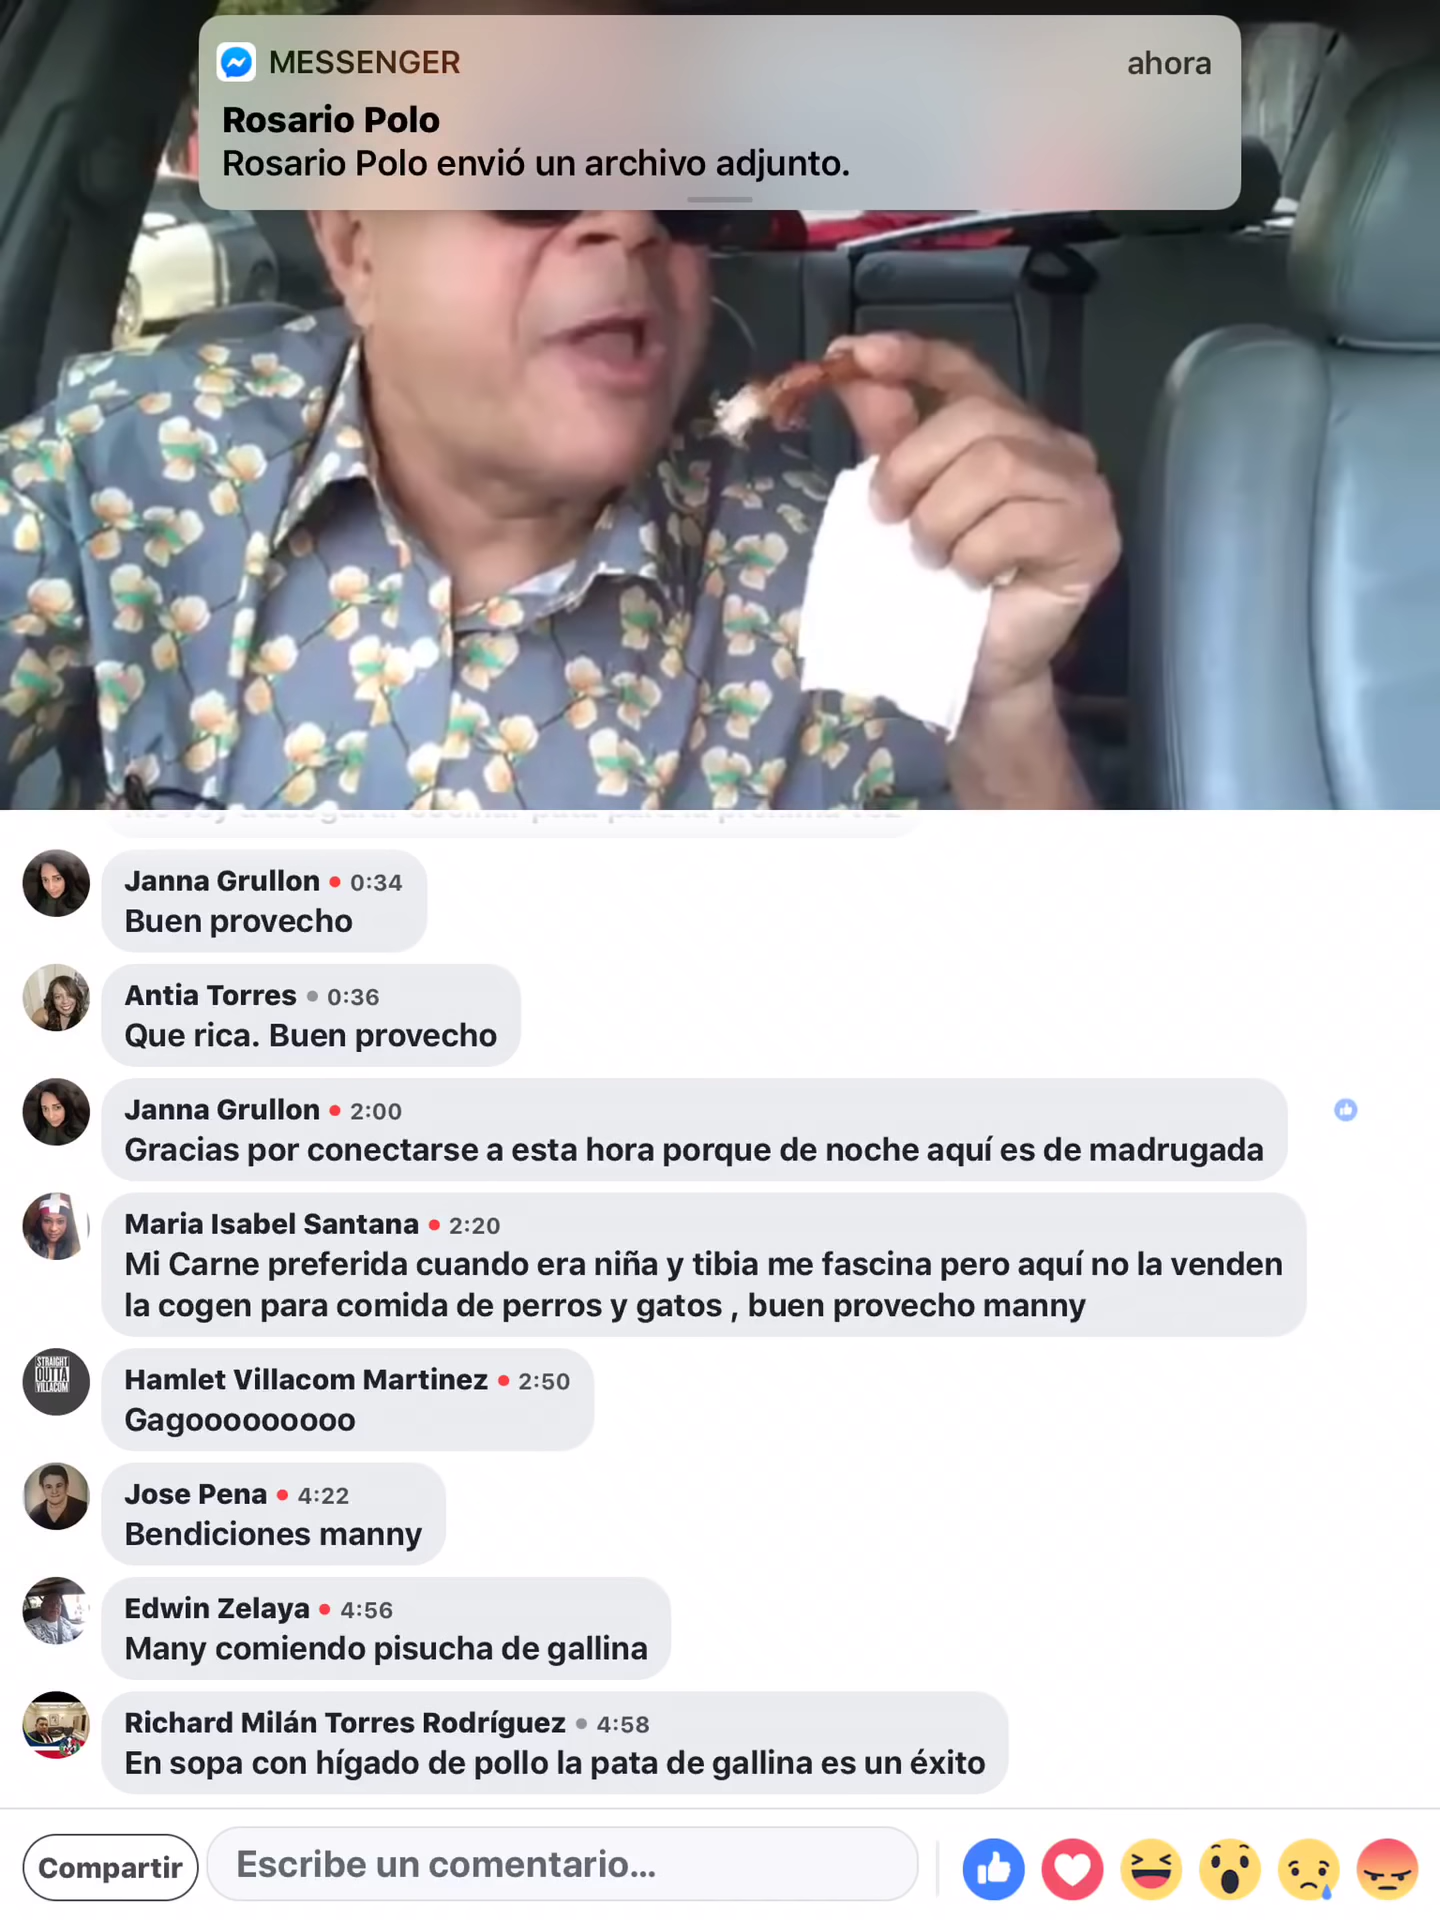 MESSENGER
ahora
Rosario Polo
Rosario Polo envió un archivo adjunto.
Janna Grullon • 0:34
Buen provecho
Antia Torres • 0:36
Que rica. Buen provecho
Janna Grullon • 2:00
Gracias por conectarse a esta hora porque de noche aquí es de madrugada
Maria Isabel Santana • 2:20
Mi Carne preferida cuando era niña y tibia me fascina pero aquí no la venden
la cogen para comida de perros y gatos , buen provecho manny
STRAIGHT
OUTTA
VILLACOM
Hamlet Villacom Martinez • 2:50
Gagooooooooo
Jose Pena • 4:22
Bendiciones manny
Edwin Zelaya • 4:56
Many comiendo pisucha de gallina
Richard Milán Torres Rodríguez • 4:58
En sopa con hígado de pollo la pata de gallina es un éxito
Compartir
Escribe un comentario...